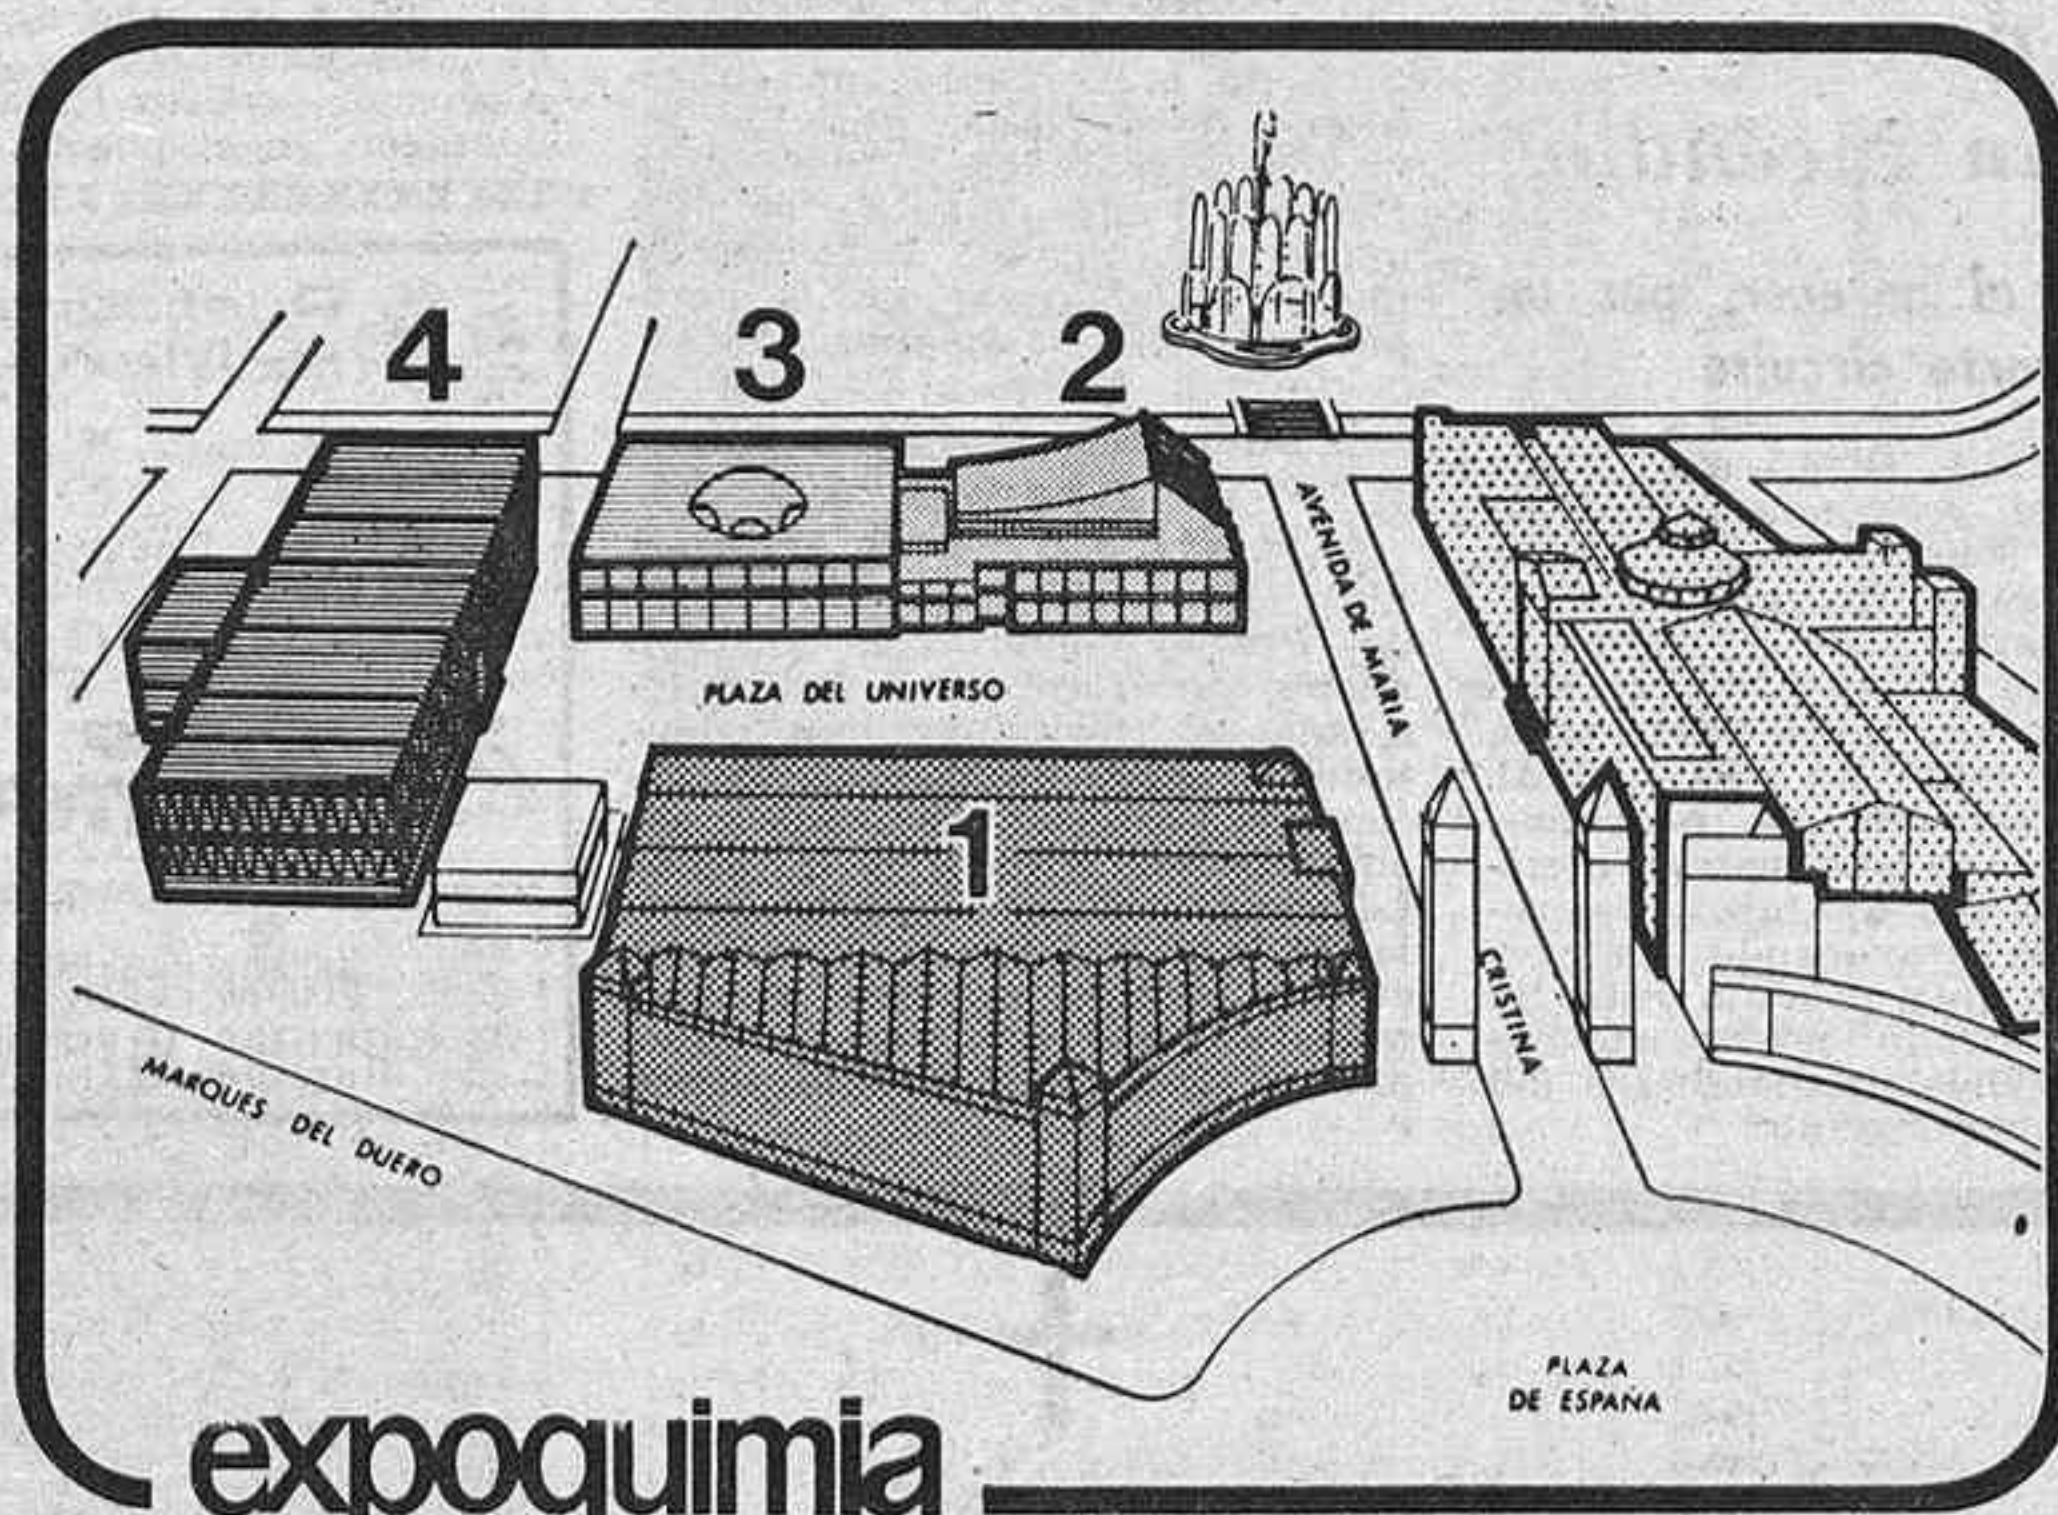 4 3 2
AVENIDA DE MARIA
PLAZA DEL UNIVERSO
1
CRISTINA
MARQUES DEL DUERO
PLAZA
DE ESPAÑA
expoquimia